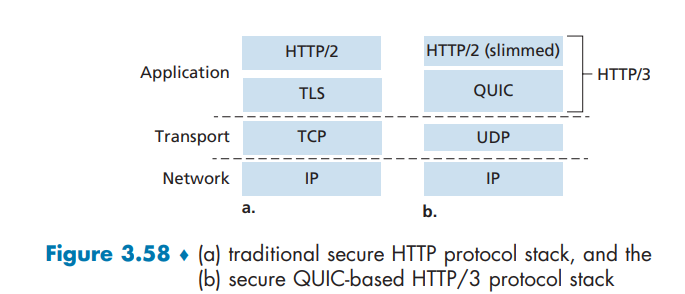 HTTP/2
HTTP/2 (slimmed)
Application
HTTP/3
TLS
QUIC
Transport
TCP
UDP
Network
IP
IP
a.
b.
Figure 3.58 ♦ (a) traditional secure HTTP protocol stack, and the
(b) secure QUIC-based HTTP/3 protocol stack